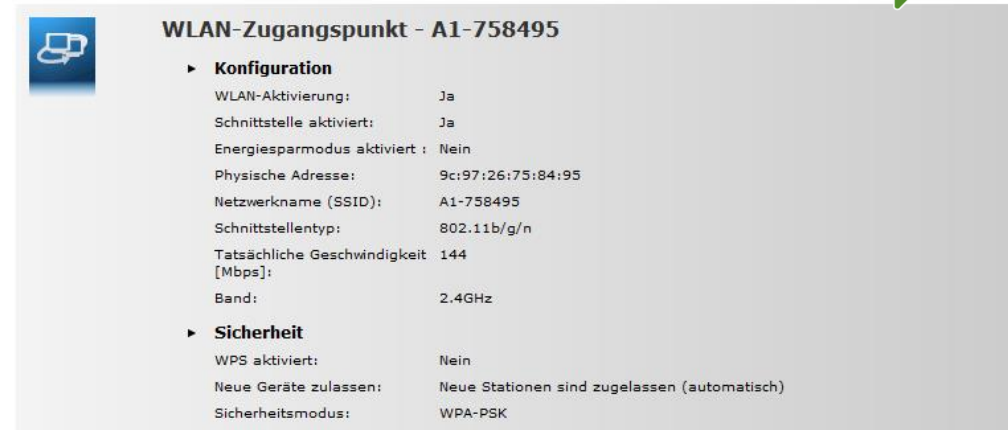 WLAN-Zugangspunkt - A1-758495
Konfiguration
WLAN-Aktivierung: Ja
Schnittstelle aktiviert: Ja
Energiesparmodus aktiviert : Nein
Physische Adresse: 9c:97:26:75:84:95
Netzwerkname (SSID): A1-758495
Schnittstellentyp: 802.11b/g/n
Tatsächliche Geschwindigkeit 144
[Mbps]:
Band: 2.4GHz
Sicherheit
WPS aktiviert: Nein
Neue Geräte zulassen: Neue Stationen sind zugelassen (automatisch)
Sicherheitsmodus: WPA-PSK